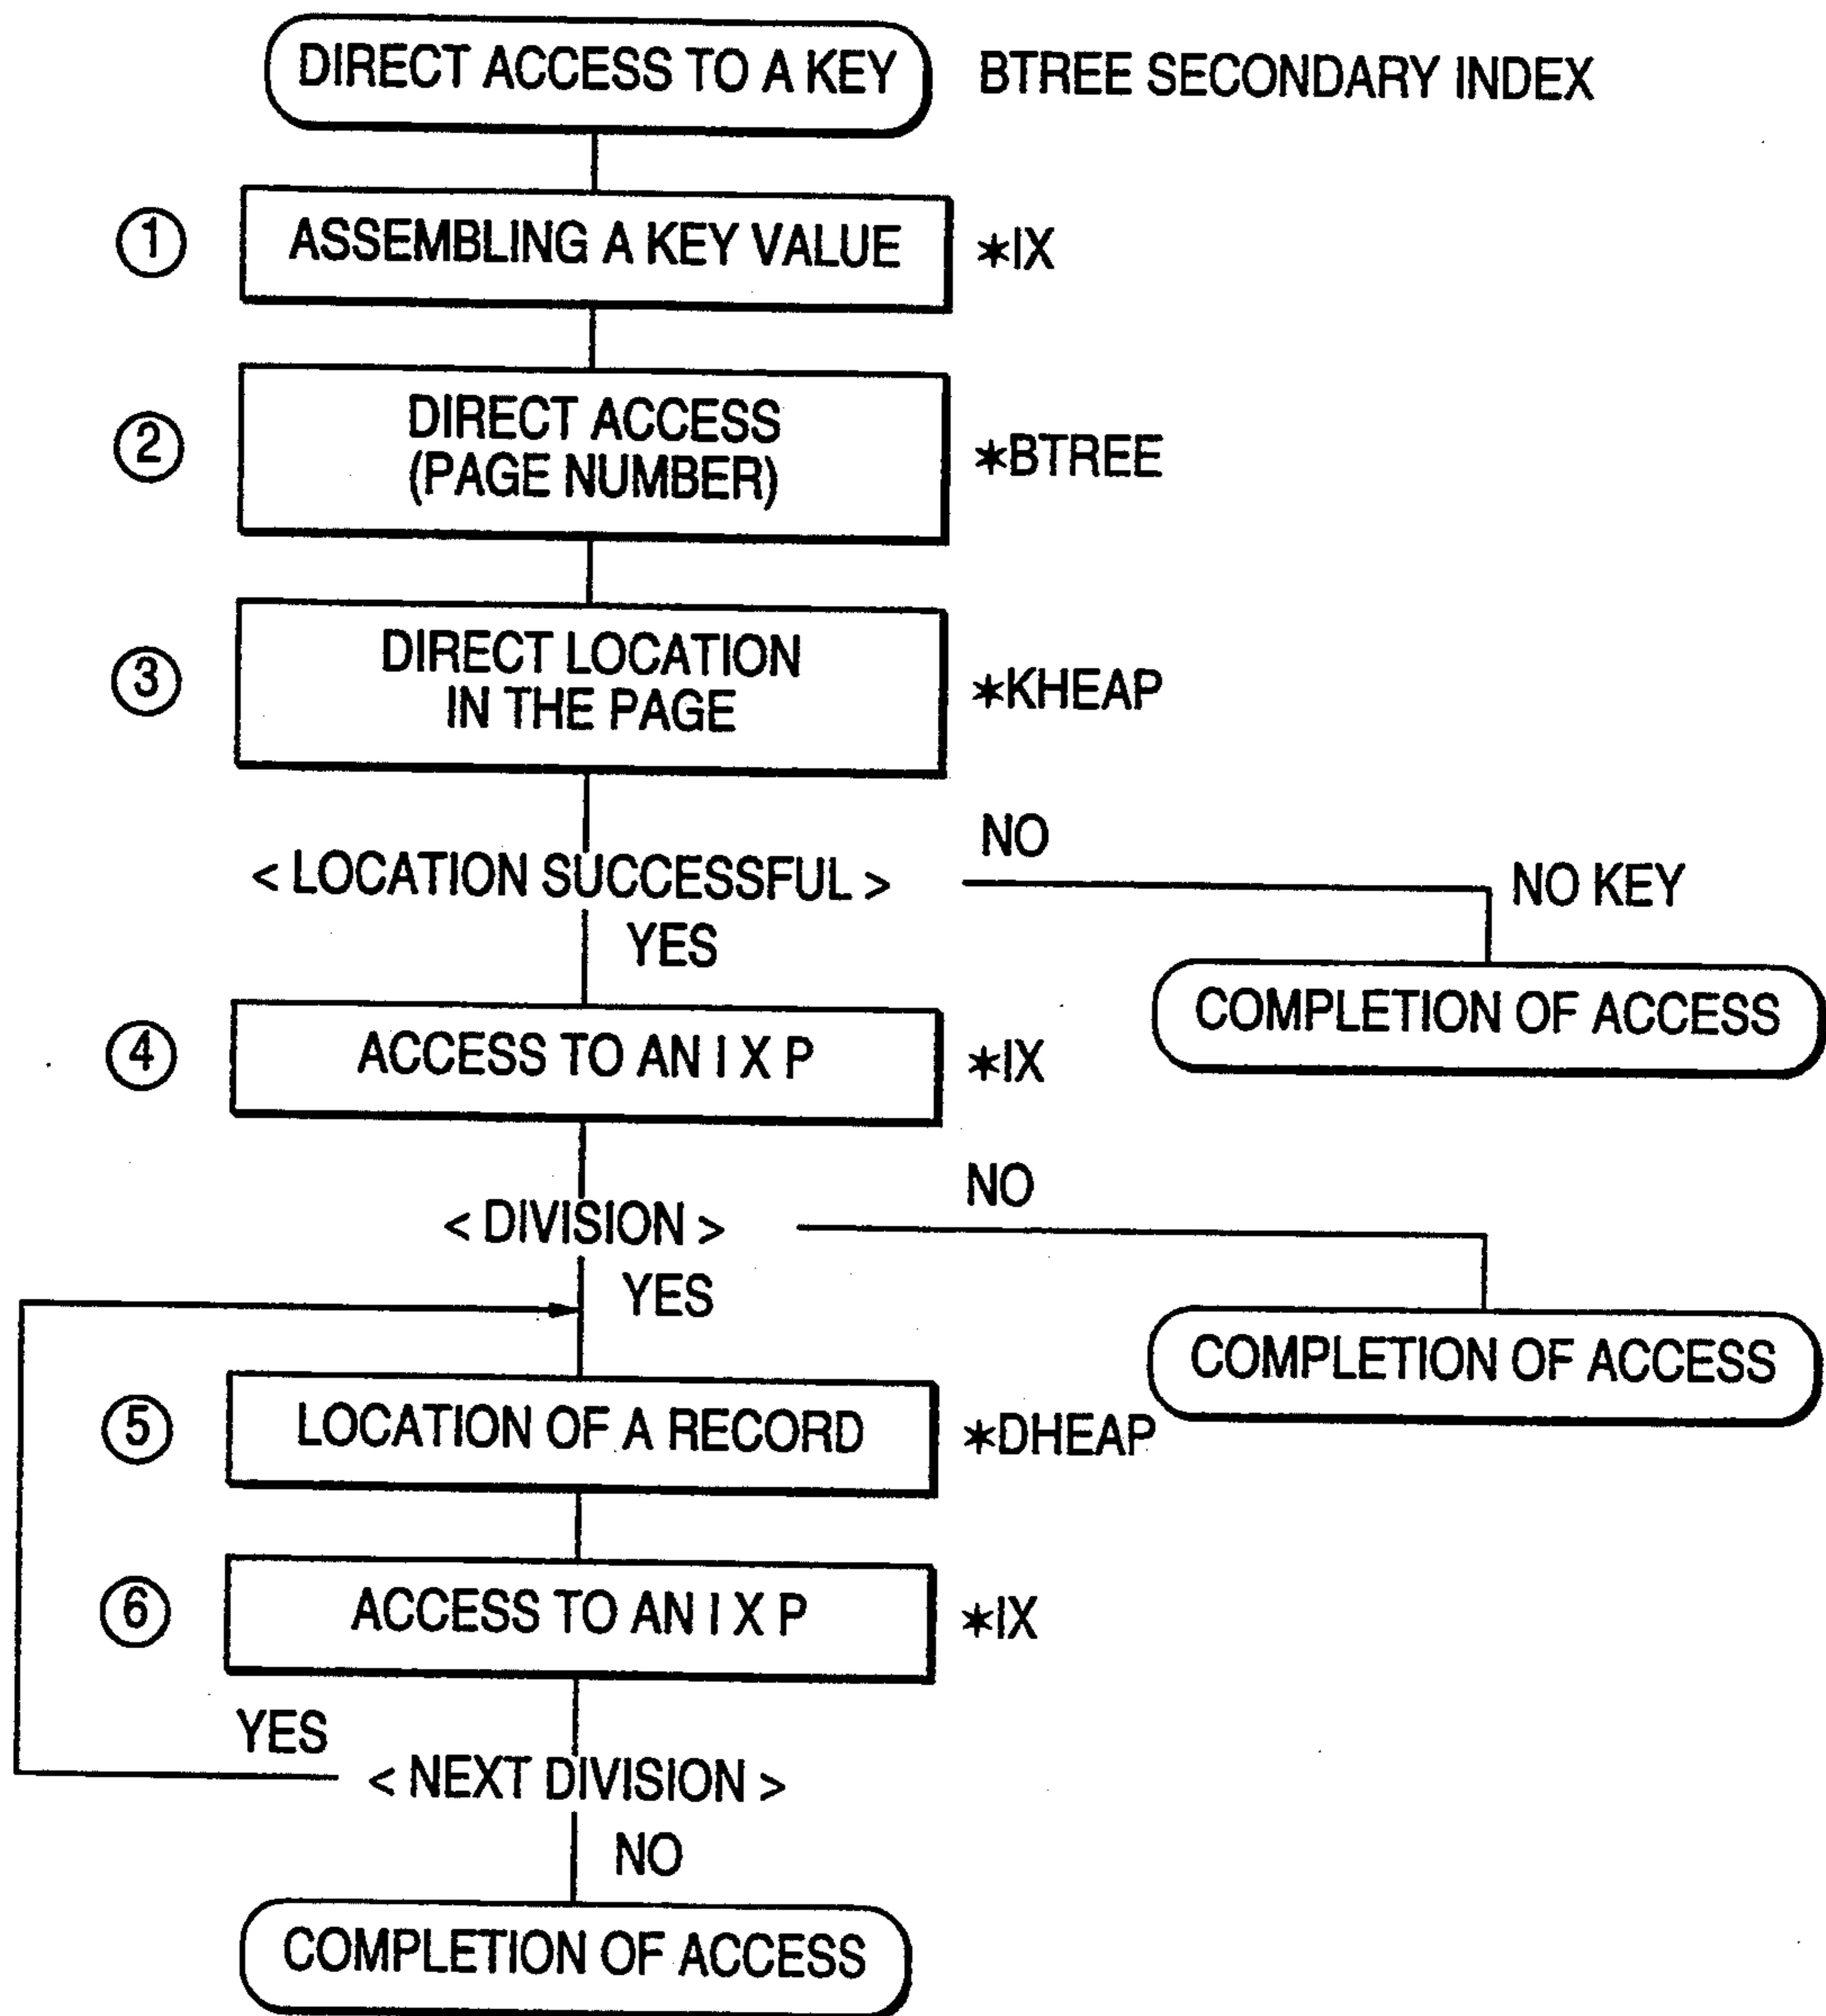 DIRECT ACCESS TO A KEY BTREE SECONDARY INDEX
① ASSEMBLING A KEY VALUE *IX
② DIRECT ACCESS
(PAGE NUMBER) *BTREE
③ DIRECT LOCATION
IN THE PAGE *KHEAP
NO
< LOCATION SUCCESSFUL > NO KEY
YES
COMPLETION OF ACCESS
④ ACCESS TO AN I X P *IX
NO
< DIVISION >
YES
COMPLETION OF ACCESS
⑤ LOCATION OF A RECORD *DHEAP
⑥ ACCESS TO AN I X P *IX
YES
< NEXT DIVISION >
NO
COMPLETION OF ACCESS